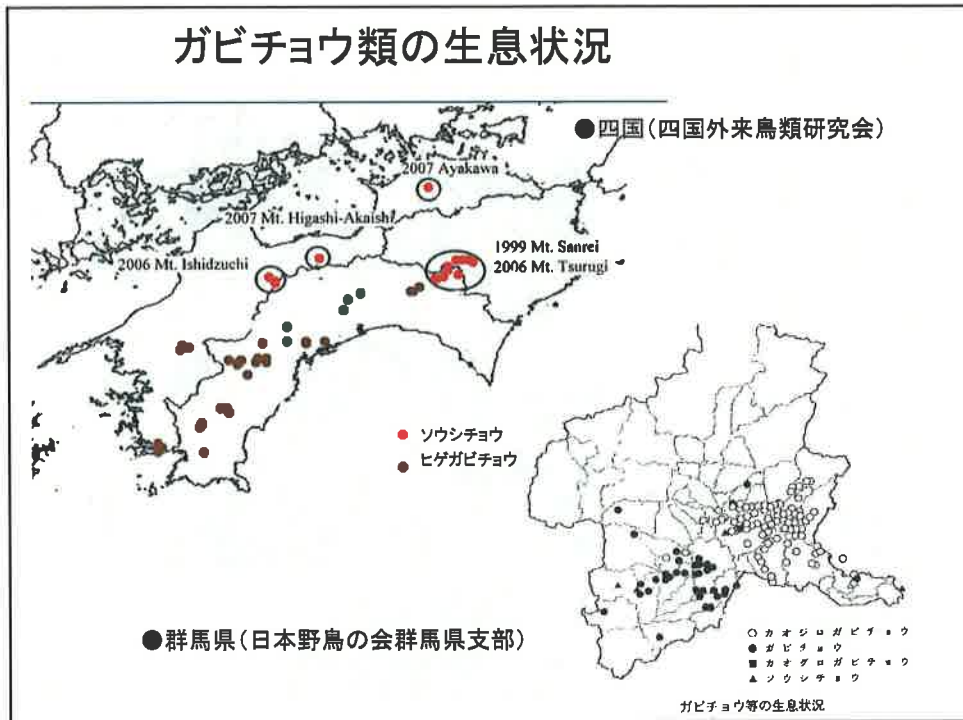 ガビチョウ類の生息状況
●四国(四国外来鳥類研究会)
2007 Ayakawa
2007 Mt. Higashi-Akaishi
2006 Mt. Ishidzuchi
1999 Mt. Sanrei
2006 Mt. Tsurugi
● ソウシチョウ
● ヒゲガビチョウ
●群馬県(日本野鳥の会群馬県支部)
○ カオジロガビチョウ
● ガビチョウ
■ カオグロガビチョウ
▲ ソウシチョウ
ガビチョウ等の生息状況